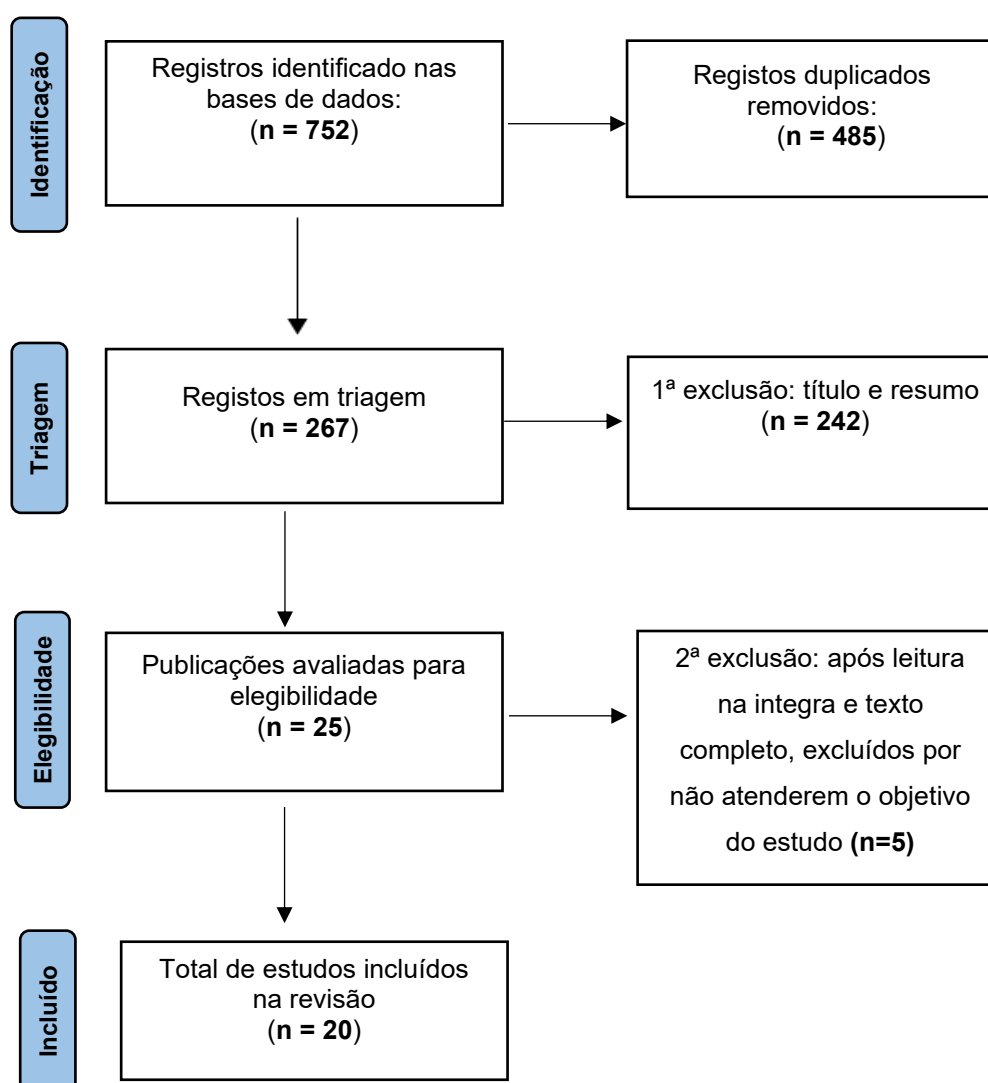 Identificação
Registros identificado nas
bases de dados:
(n = 752)
Registos duplicados
removidos:
(n = 485)
Triagem
Registos em triagem
(n = 267)
1ª exclusão: título e resumo
(n = 242)
Elegibilidade
Publicações avaliadas para
elegibilidade
(n = 25)
2ª exclusão: após leitura
na integra e texto
completo, excluídos por
não atenderem o objetivo
do estudo (n=5)
Incluído
Total de estudos incluídos
na revisão
(n = 20)